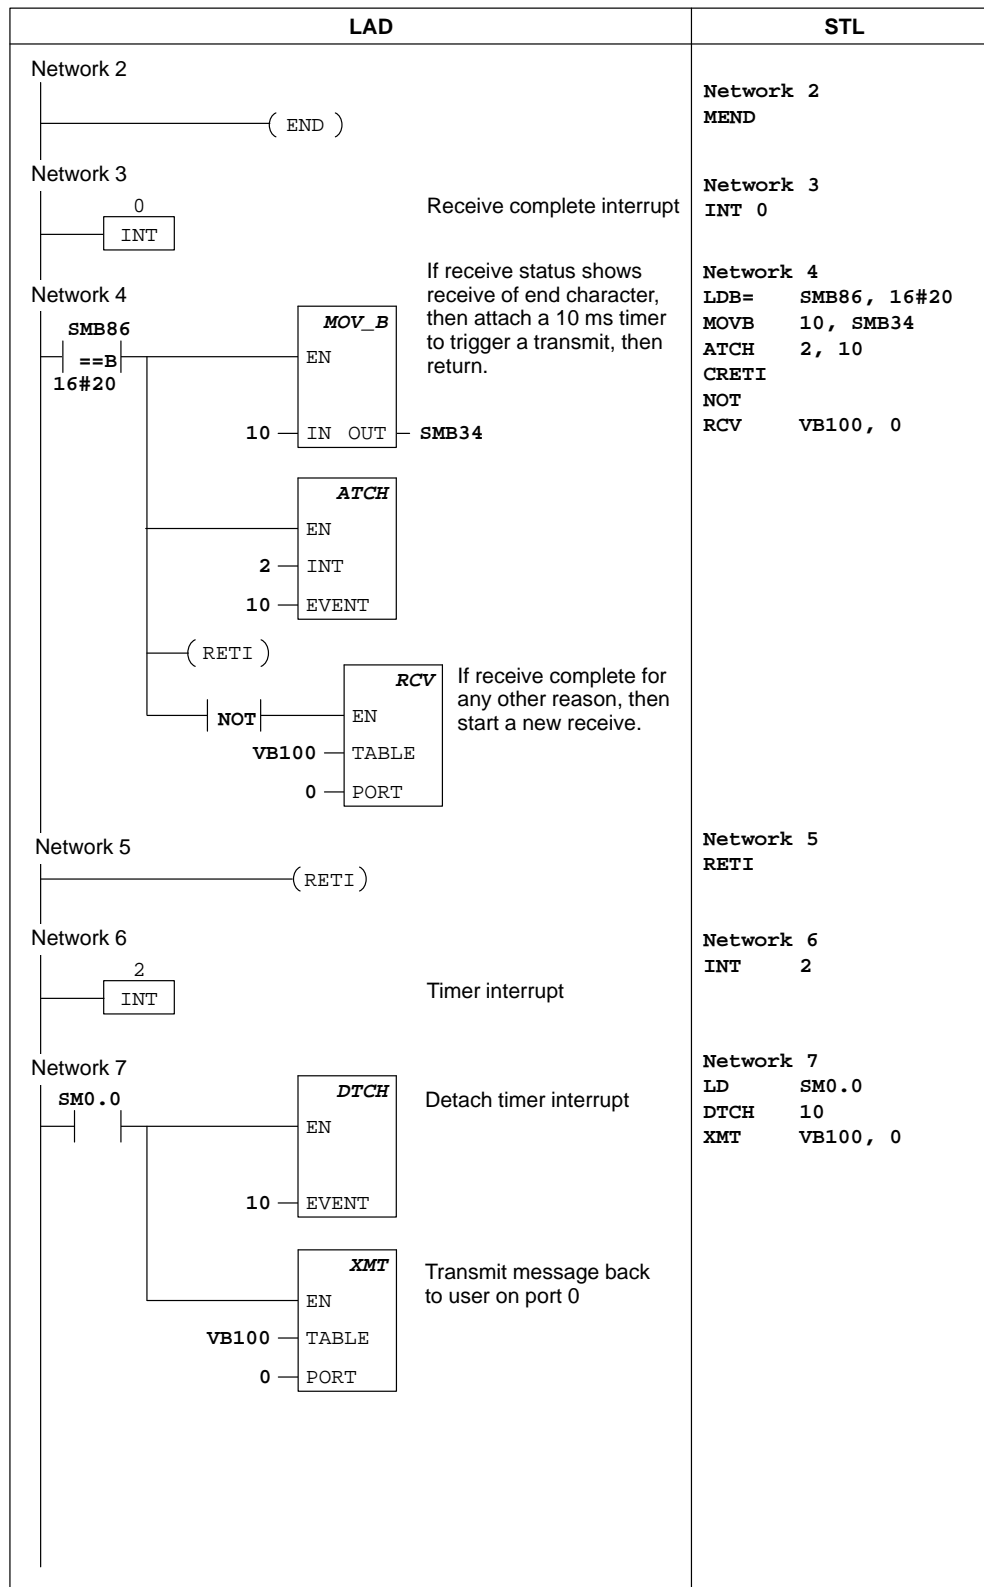 LAD
STL
Network 2
( END )
Network 2
MEND
Network 3
0
INT
Receive complete interrupt
Network 3
INT 0
Network 4
SMB86
==B
16#20
MOV_B
EN
10 IN OUT SMB34
If receive status shows
receive of end character,
then attach a 10 ms timer
to trigger a transmit, then
return.
ATCH
EN
2 INT
10 EVENT
( RETI )
NOT
RCV
EN
VB100 TABLE
0 PORT
If receive complete for
any other reason, then
start a new receive.
Network 4
LDB= SMB86, 16#20
MOVB 10, SMB34
ATCH 2, 10
CRETI
NOT
RCV VB100, 0
Network 5
(RETI)
Network 5
RETI
Network 6
2
INT
Timer interrupt
Network 6
INT 2
Network 7
SM0.0
DTCH
EN
10 EVENT
Detach timer interrupt
XMT
EN
VB100 TABLE
0 PORT
Transmit message back
to user on port 0
Network 7
LD SM0.0
DTCH 10
XMT VB100, 0